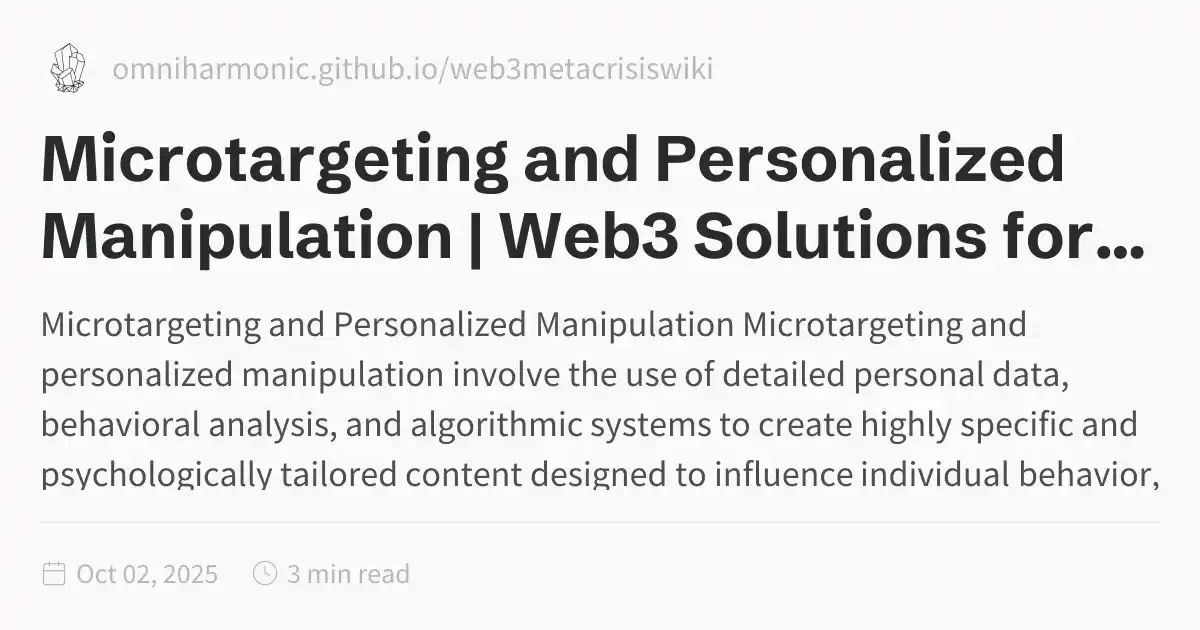 omniharmonic.github.io/web3metacrisiswiki
Microtargeting and Personalized
Manipulation | Web3 Solutions for...
Microtargeting and Personalized Manipulation Microtargeting and
personalized manipulation involve the use of detailed personal data,
behavioral analysis, and algorithmic systems to create highly specific and
psychologically tailored content designed to influence individual behavior,
Oct 02, 2025 3 min read